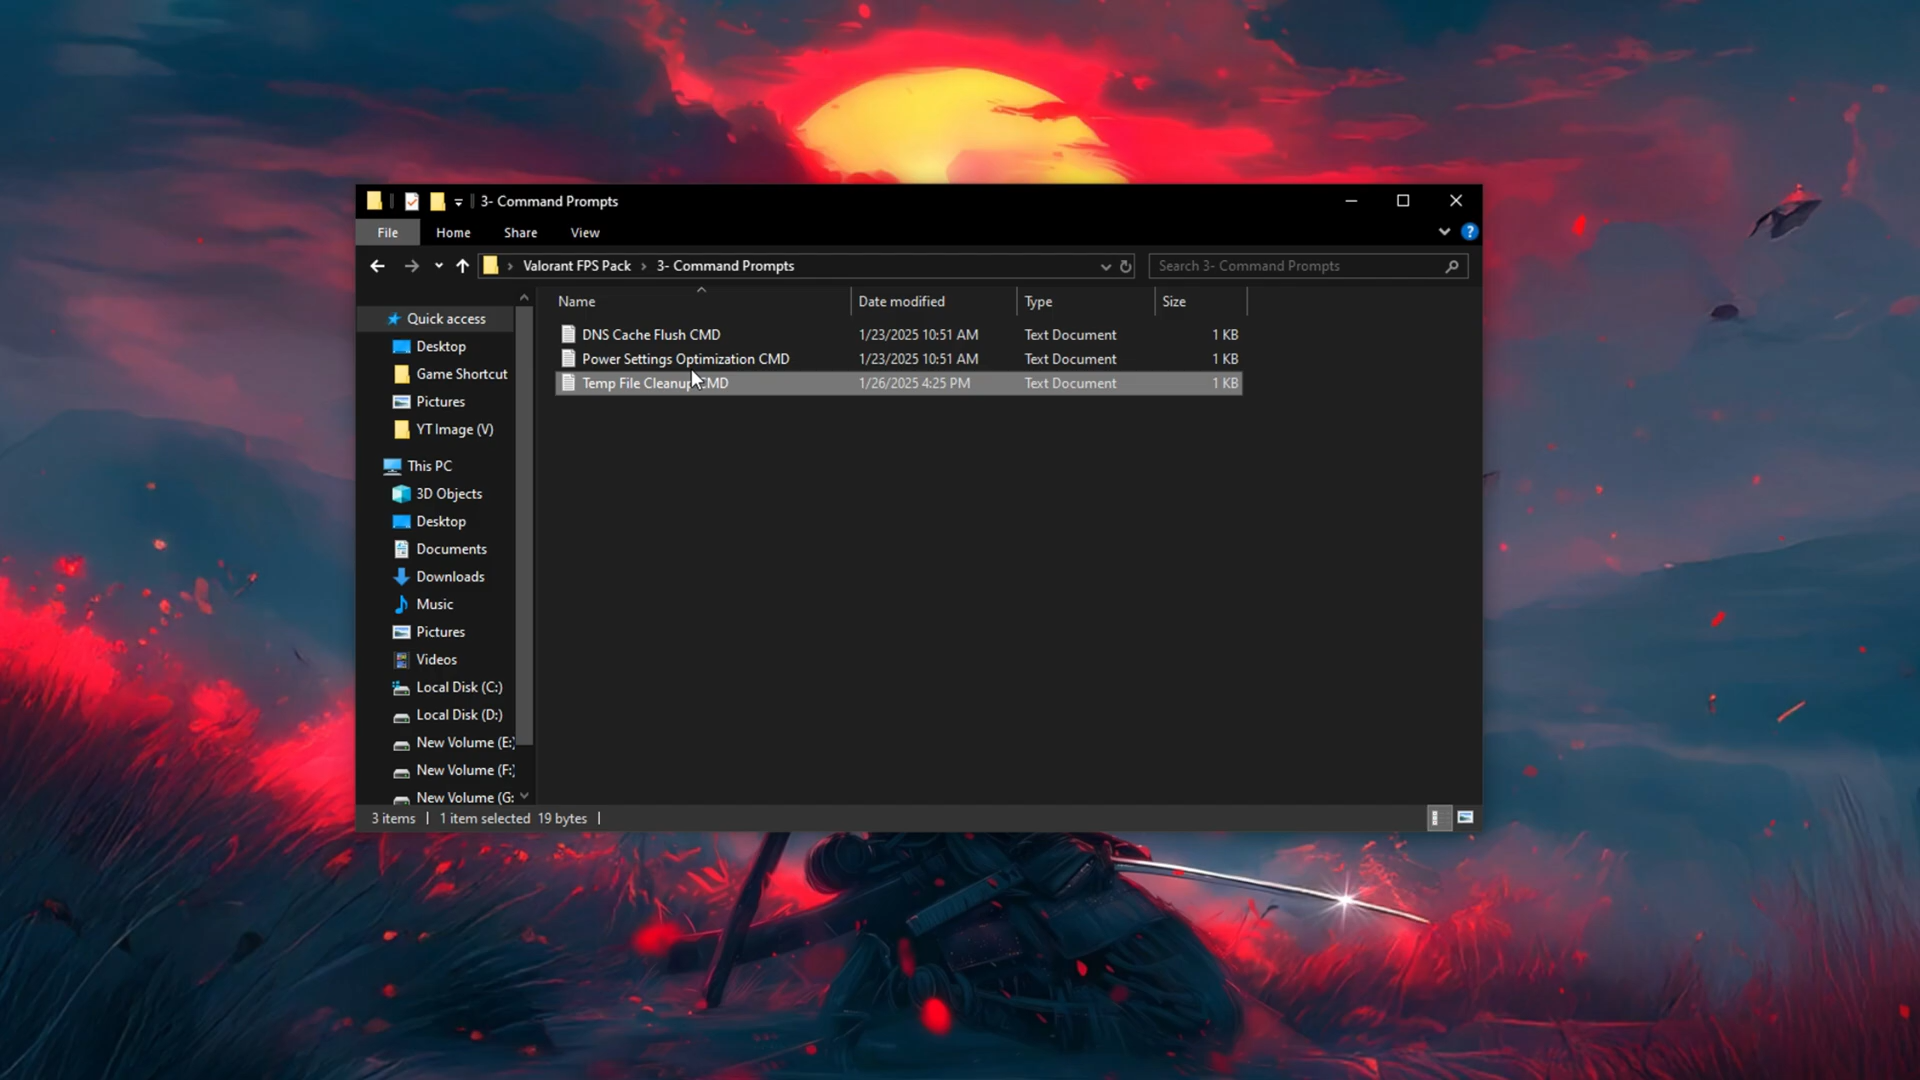 3- Command Prompts
File Home Share View
Valorant FPS Pack › 3- Command Prompts
Search 3- Command Prompts
Name Date modified Type Size
DNS Cache Flush CMD 1/23/2025 10:51 AM Text Document 1 KB
Power Settings Optimization CMD 1/23/2025 10:51 AM Text Document 1 KB
Temp File Cleanup CMD 1/26/2025 4:25 PM Text Document 1 KB
Quick access
Desktop
Game Shortcut
Pictures
YT Image (V)
This PC
3D Objects
Desktop
Documents
Downloads
Music
Pictures
Videos
Local Disk (C:)
Local Disk (D:)
New Volume (E:)
New Volume (F:)
New Volume (G:
3 items | 1 item selected 19 bytes |